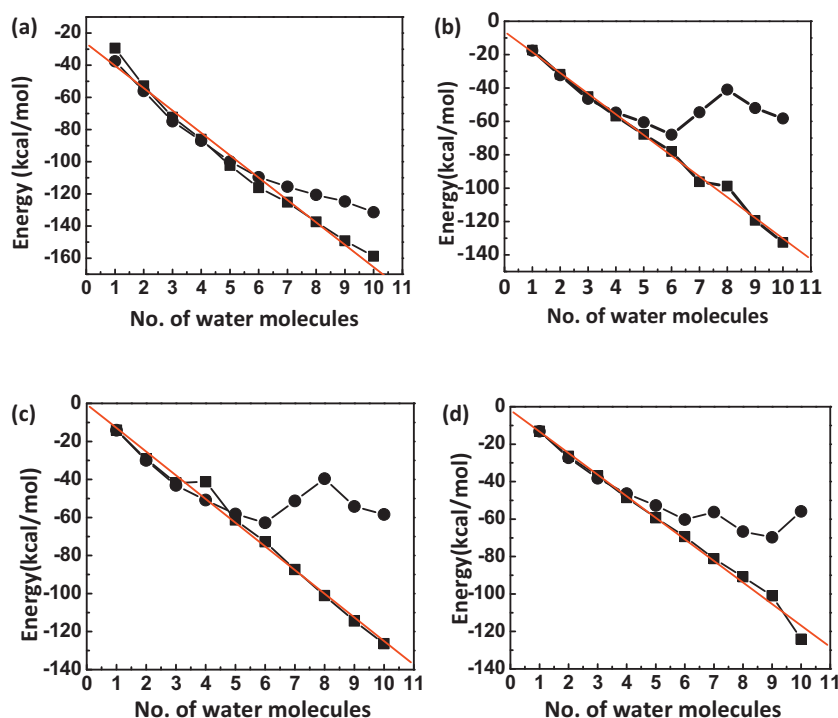 (a)
-20
-40
-60
-80
-100
-120
-140
-160
Energy (kcal/mol)
0 1 2 3 4 5 6 7 8 9 10 11
No. of water molecules
(b)
0
-20
-40
-60
-80
-100
-120
-140
Energy(kcal/mol)
0 1 2 3 4 5 6 7 8 9 10 11
No. of water molecules
(c)
0
-20
-40
-60
-80
-100
-120
-140
Energy(kcal/mol)
0 1 2 3 4 5 6 7 8 9 10 11
No. of water molecules
(d)
0
-20
-40
-60
-80
-100
-120
-140
Energy(kcal/mol)
0 1 2 3 4 5 6 7 8 9 10 11
No. of water molecules